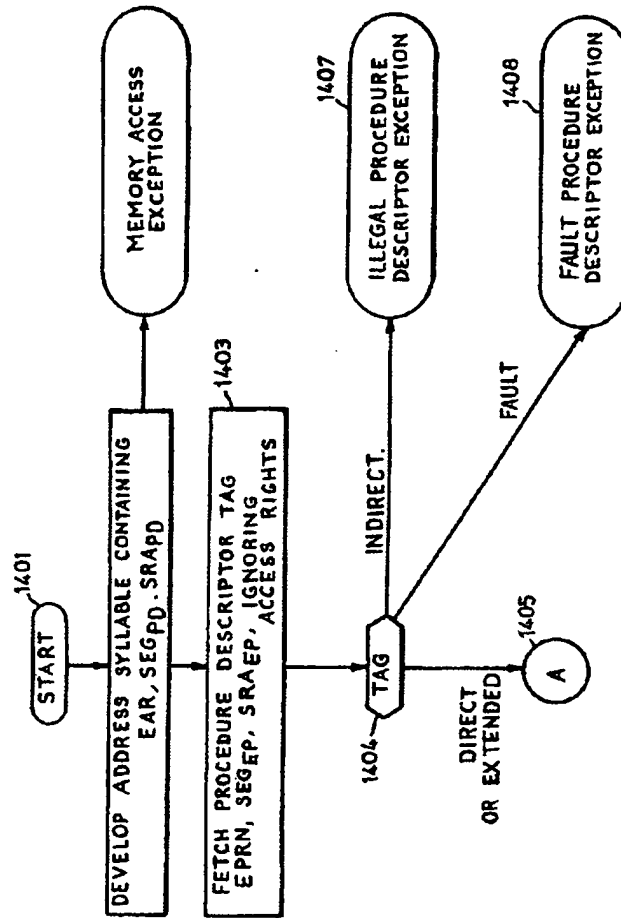 1401
START
DEVELOP ADDRESS SYLLABLE CONTAINING
EAR, SEGPD. SRAPD
MEMORY ACCESS
EXCEPTION
1403
FETCH PROCEDURE DESCRIPTOR TAG
EPRN, SEGEP, SRAEP, IGNORING
ACCESS RIGHTS
1404
TAG
INDIRECT.
1407
ILLEGAL PROCEDURE
DESCRIPTOR EXCEPTION
FAULT
1408
FAULT PROCEDURE
DESCRIPTOR EXCEPTION
DIRECT
OR EXTENDED
1405
A